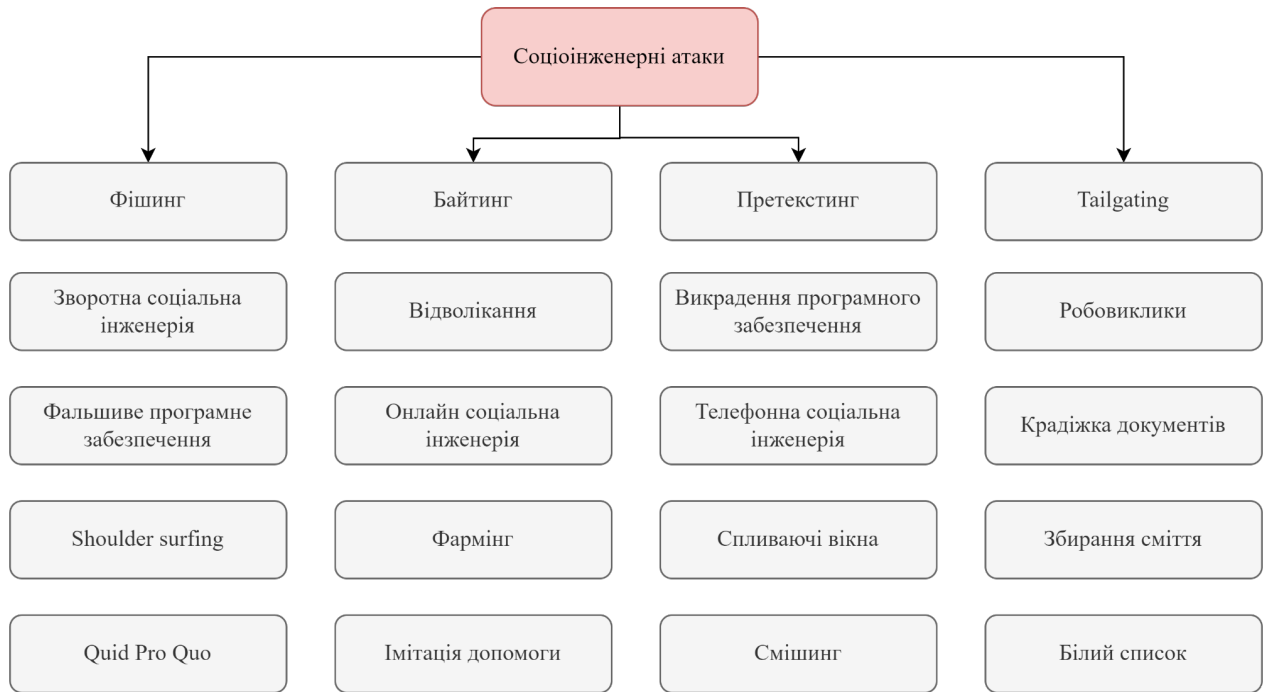 Соціоінженерні атаки
Фішинг
Байтинг
Претекстинг
Tailgating
Зворотна соціальна
інженерія
Відволікання
Викрадення програмного
забезпечення
Робовиклики
Фальшиве програмне
забезпечення
Онлайн соціальна
інженерія
Телефонна соціальна
інженерія
Крадіжка документів
Shoulder surfing
Фармінг
Спливаючі вікна
Збирання сміття
Quid Pro Quo
Імітація допомоги
Смішинг
Білий список